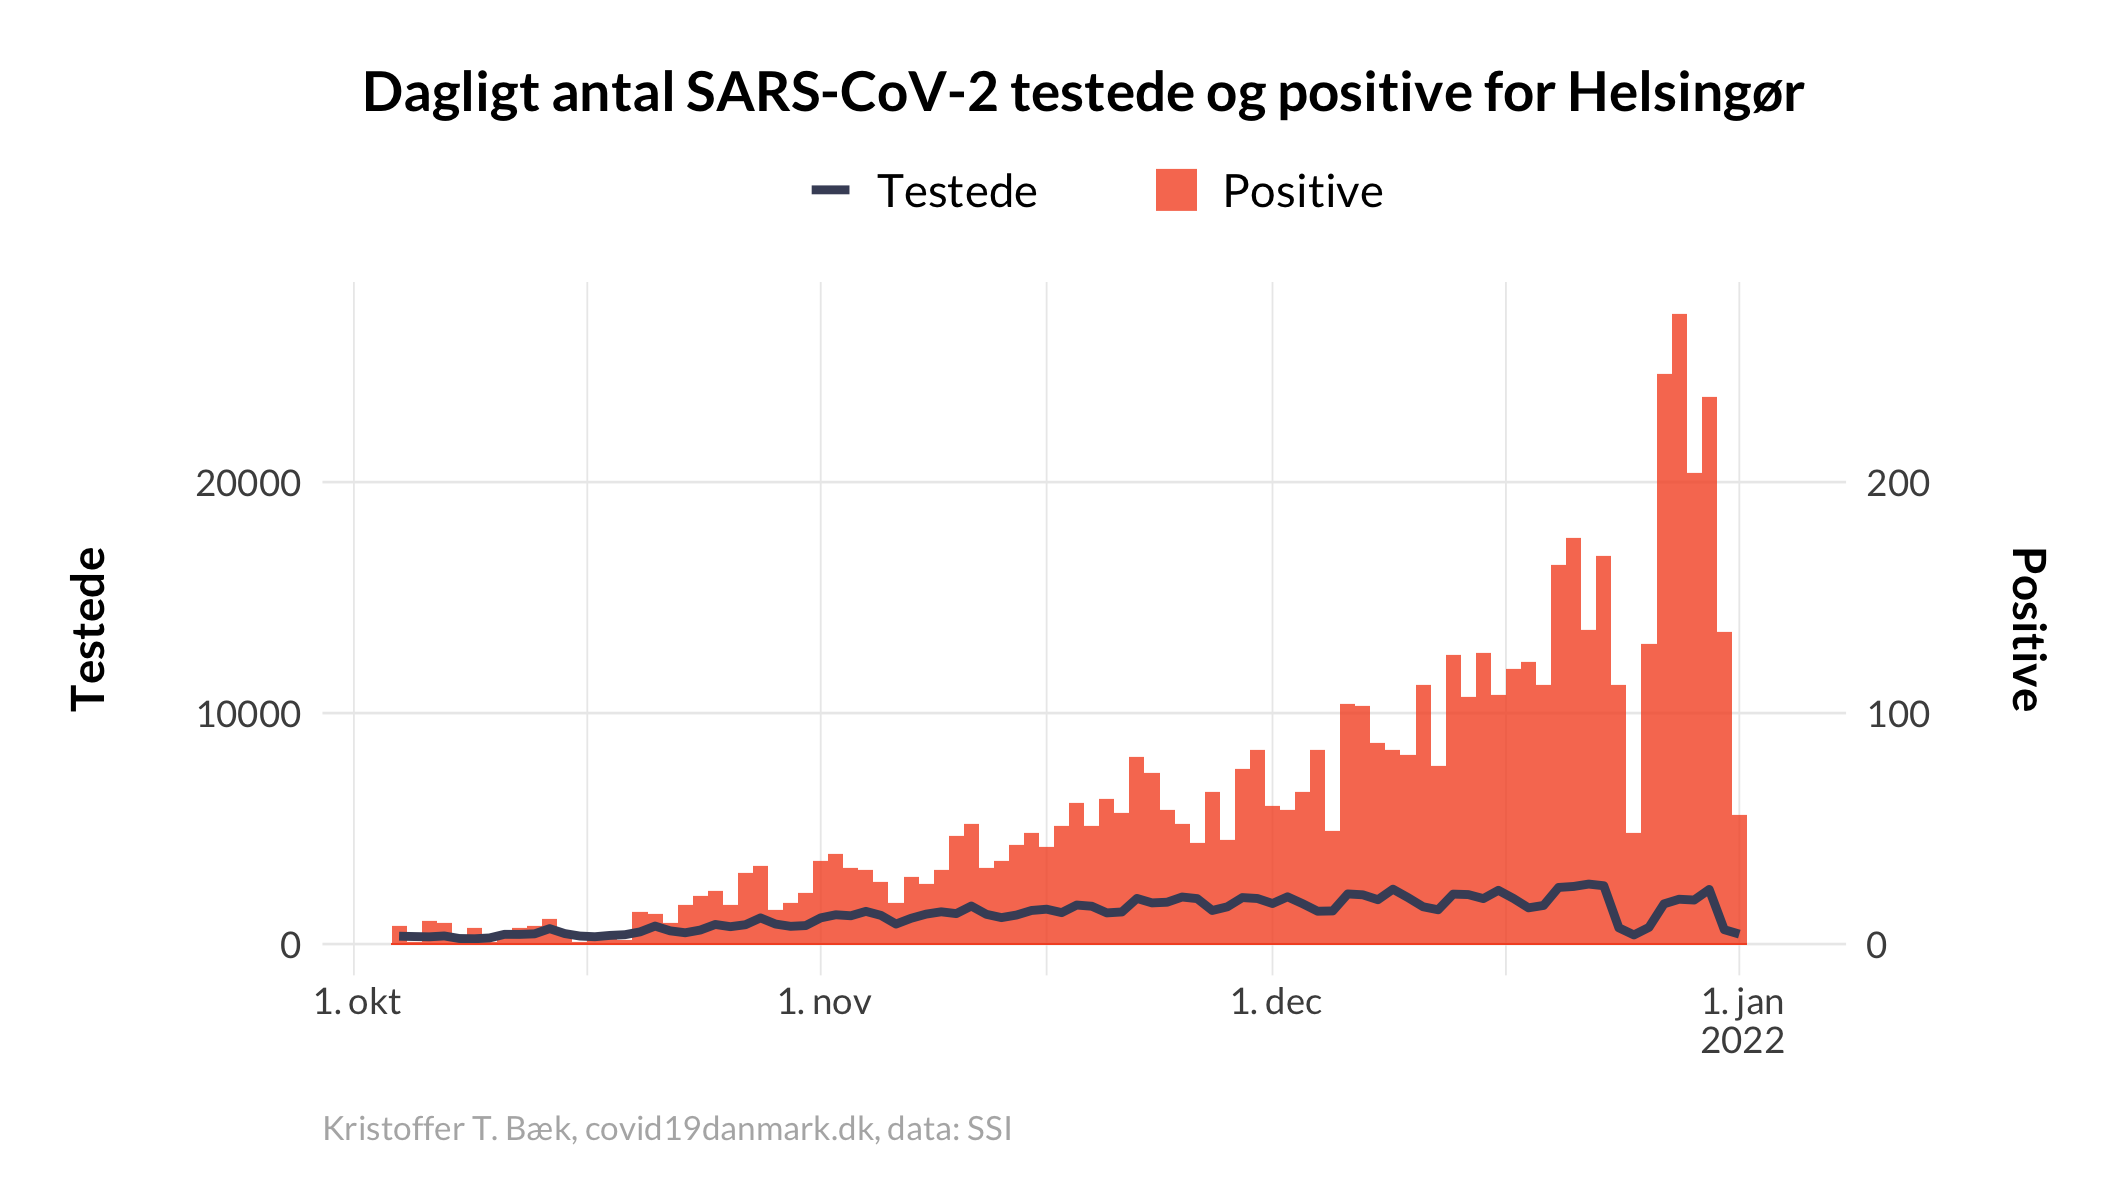 Dagligt antal SARS-CoV-2 testede og positive for Helsingør
Testede
Positive
20000
10000
0
Testede
200
100
0
Positive
1. okt
1. nov
1. dec
1. jan
2022
Kristoffer T. Bæk, covid19danmark.dk, data: SSI